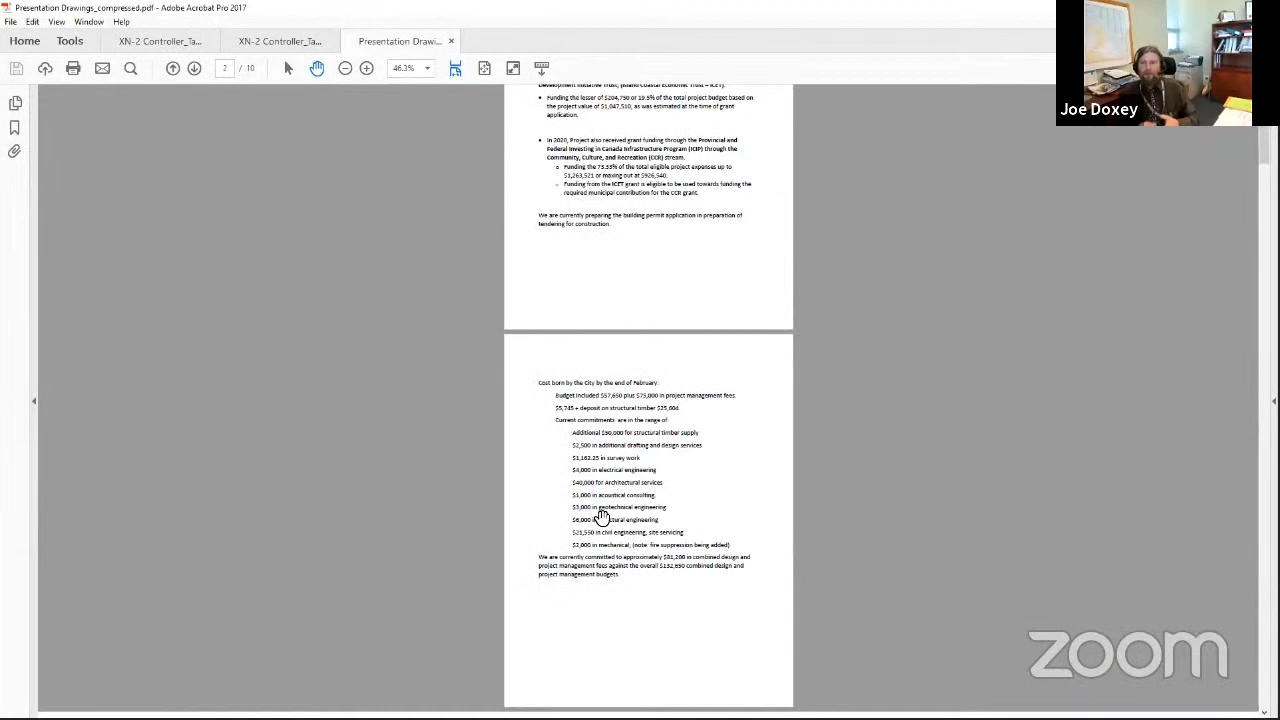 Presentation Drawings_compressed.pdf - Adobe Acrobat Pro 2017
File Edit View Window Help
Home Tools XN-2 Controller_Ta... XN-2 Controller_Ta... Presentation Drawi... ×
2 / 10 46.3%
Joe Doxey
Development Initiative Trust, (Island Coastal Economic Trust – ICET).
• Funding the lesser of $204,750 or 19.5% of the total project budget based on
the project value of $1,047,510, as was estimated at the time of grant
application.
• In 2020, Project also received grant funding through the Provincial and
Federal Investing in Canada Infrastructure Program (ICIP) through the
Community, Culture, and Recreation (CCR) stream.
o Funding the 73.33% of the total eligible project expenses up to
$1,263,521 or maxing out at $926,540.
o Funding from the ICET grant is eligible to be used towards funding the
required municipal contribution for the CCR grant.
We are currently preparing the building permit application in preparation of
tendering for construction.
Cost born by the City by the end of February:
Budget included $57,650 plus $75,000 in project management fees.
$5,745 + deposit on structural timber $25,604
Current commitments are in the range of:
Additional $50,000 for structural timber supply
$2,500 in additional drafting and design services
$1,162.25 in survey work
$4,000 in electrical engineering
$40,000 for Architectural services
$1,000 in acoustical consulting.
$3,000 in geotechnical engineering
$6,000 engineering
$21,550 in civil engineering, site servicing
$2,000 in mechanical; (note: fire suppression being added)
We are currently committed to approximately $81,200 in combined design and
project management fees against the overall $132,650 combined design and
project management budgets.
zoom